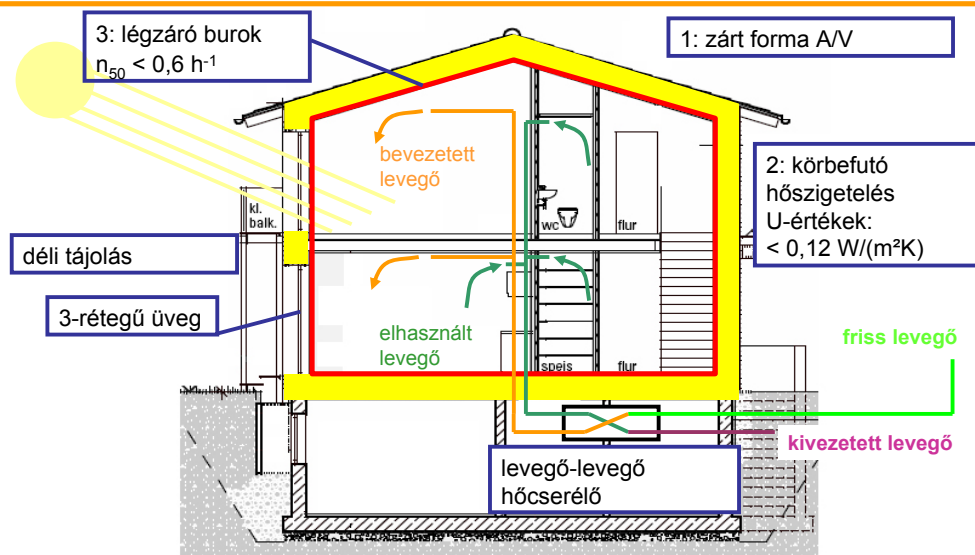 3: légzáró burok
n₅₀ < 0,6 h⁻¹
1: zárt forma A/V
bevezetett
levegő
2: körbefutó
hőszigetelés
U-értékek:
< 0,12 W/(m²K)
kl.
balk.
wc
flur
déli tájolás
3-rétegű üveg
elhasznált
levegő
friss levegő
speis
flur
kivezetett levegő
levegő-levegő
hőcserélő